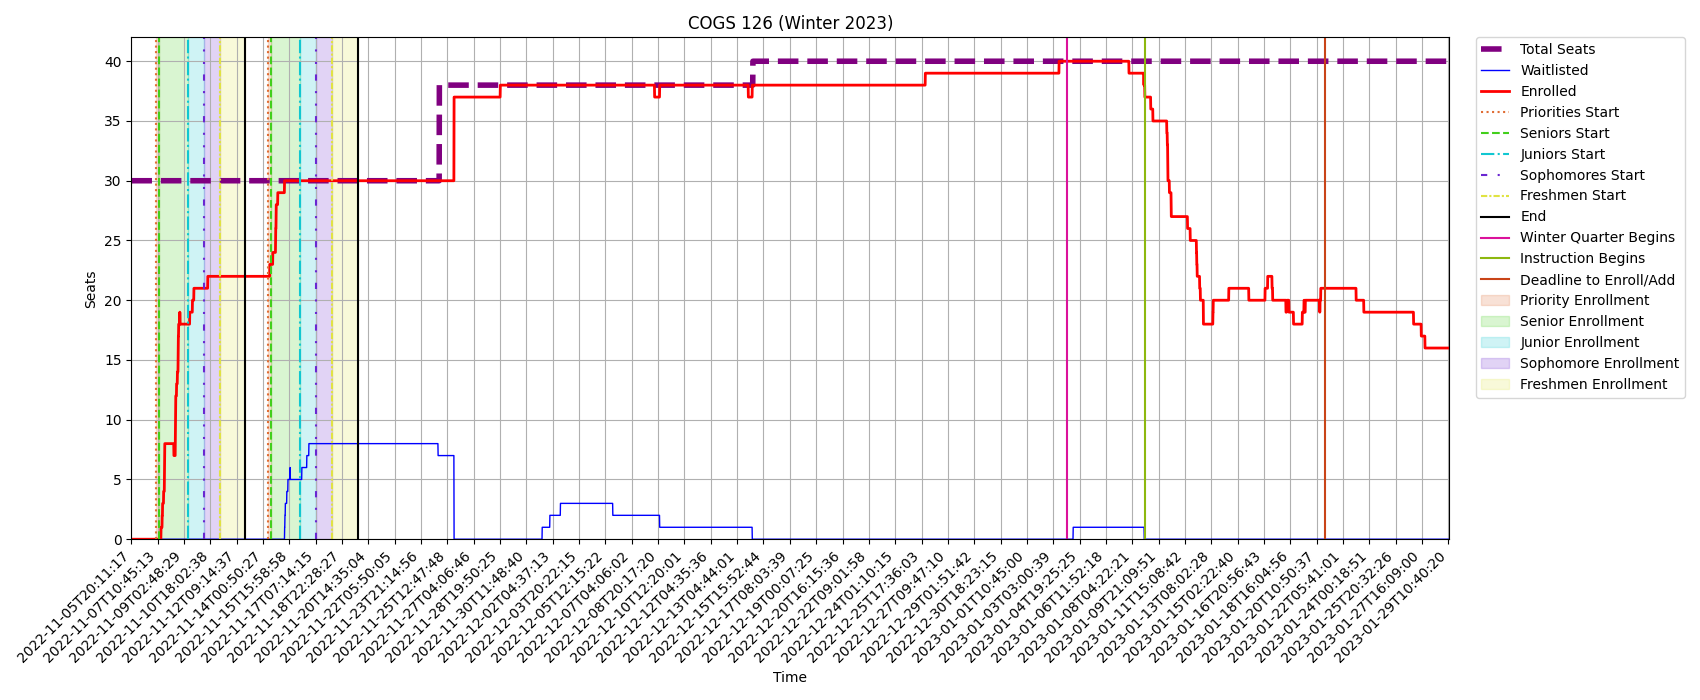 COGS 126 (Winter 2023)
Seats
40
35
30
25
20
15
10
5
0
2022-11-05T20:11:17
2022-11-07T10:45:13
2022-11-09T02:48:29
2022-11-10T18:02:38
2022-11-12T09:14:37
2022-11-14T00:50:27
2022-11-15T15:58:58
2022-11-17T07:14:15
2022-11-18T22:28:27
2022-11-20T14:35:04
2022-11-22T05:50:05
2022-11-23T21:14:56
2022-11-25T12:47:48
2022-11-27T04:06:46
2022-11-28T19:50:25
2022-11-30T11:48:40
2022-12-02T04:37:13
2022-12-03T20:22:15
2022-12-05T12:15:22
2022-12-07T04:06:02
2022-12-08T20:17:20
2022-12-10T12:20:01
2022-12-12T04:35:36
2022-12-13T04:44:01
2022-12-15T15:52:44
2022-12-17T08:03:39
2022-12-19T00:07:25
2022-12-20T16:15:36
2022-12-22T09:01:58
2022-12-24T01:10:15
2022-12-25T17:36:03
2022-12-27T09:47:10
2022-12-29T01:51:42
2022-12-30T18:23:15
2023-01-01T10:45:00
2023-01-03T03:00:39
2023-01-04T19:25:25
2023-01-06T11:52:18
2023-01-08T04:22:21
2023-01-09T21:09:51
2023-01-11T15:08:42
2023-01-13T08:02:28
2023-01-15T00:22:40
2023-01-16T20:56:43
2023-01-18T16:04:56
2023-01-20T10:50:37
2023-01-22T05:41:01
2023-01-24T00:18:51
2023-01-25T20:32:26
2023-01-27T16:09:00
2023-01-29T10:40:20
Time
Total Seats
Waitlisted
Enrolled
Priorities Start
Seniors Start
Juniors Start
Sophomores Start
Freshmen Start
End
Winter Quarter Begins
Instruction Begins
Deadline to Enroll/Add
Priority Enrollment
Senior Enrollment
Junior Enrollment
Sophomore Enrollment
Freshmen Enrollment